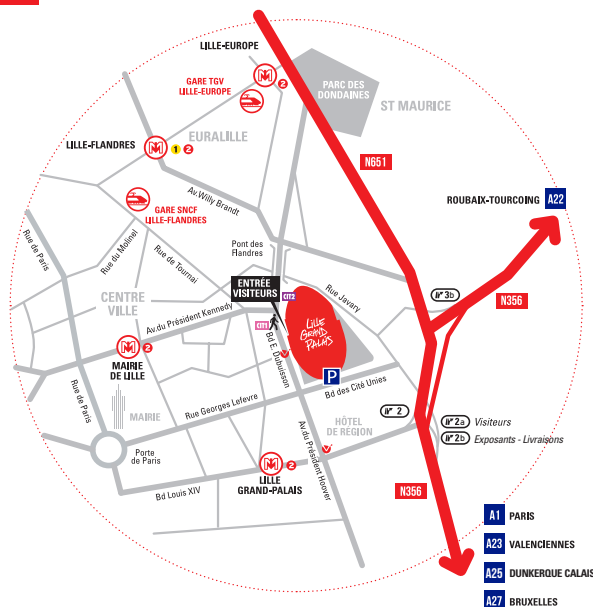 LILLE-EUROPE
M 2
GARE TGV
LILLE-EUROPE
PARC DES
DONDAINES
ST MAURICE
EURALILLE
LILLE-FLANDRES
M 1 2
N651
Av.Willy Brandt
ROUBAIX-TOURCOING A22
GARE SNCF
LILLE-FLANDRES
Rue de Paris
Rue du Molinel
Rue de Tournai
Pont des
Flandres
ENTRÉE
VISITEURS
CIT2
Rue Javary
3b
N356
CENTRE
VILLE
Av.du Président Kennedy
CIT1
LILLE
GRAND
PALAIS
Bd E. Dubuisson
V
M 2
MAIRIE
DE LILLE
P
Bd des Cité Unies
Rue de Paris
MAIRIE
Rue Georges Lefevre
HÔTEL
DE RÉGION
2
2a Visiteurs
2b Exposants - Livraisons
Porte
de Paris
Av.du Président Hoover
V
M 2
LILLE
GRAND-PALAIS
Bd Louis XIV
N356
A1 PARIS
A23 VALENCIENNES
A25 DUNKERQUE CALAIS
A27 BRUXELLES